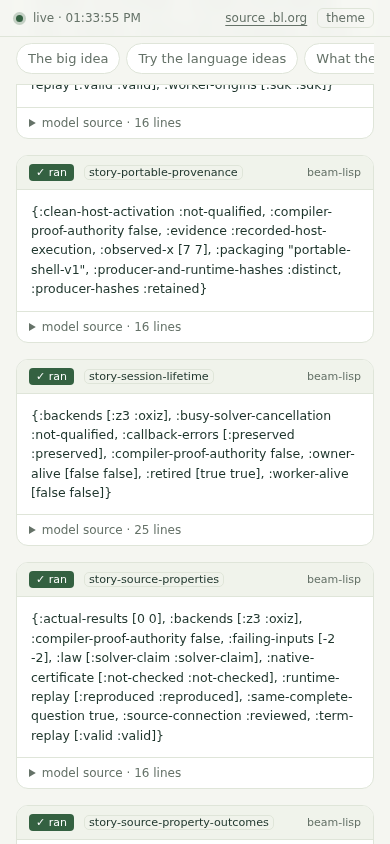 live · 01:33:55 PM
source .bl.org
theme
The big idea
Try the language ideas
What the
replay [:valid :valid], :worker-origins [:sdk :sdk]}
▶ model source · 16 lines
✓ ran
story-portable-provenance
beam-lisp
{:clean-host-activation :not-qualified, :compiler-
proof-authority false, :evidence :recorded-host-
execution, :observed-x [7 7], :packaging "portable-
shell-v1", :producer-and-runtime-hashes :distinct,
:producer-hashes :retained}
▶ model source · 16 lines
✓ ran
story-session-lifetime
beam-lisp
{:backends [:z3 :oxiz], :busy-solver-cancellation
:not-qualified, :callback-errors [:preserved
:preserved], :compiler-proof-authority false, :owner-
alive [false false], :retired [true true], :worker-alive
[false false]}
▶ model source · 25 lines
✓ ran
story-source-properties
beam-lisp
{:actual-results [0 0], :backends [:z3 :oxiz],
:compiler-proof-authority false, :failing-inputs [-2
-2], :law [:solver-claim :solver-claim], :native-
certificate [:not-checked :not-checked], :runtime-
replay [:reproduced :reproduced], :same-complete-
question true, :source-connection :reviewed, :term-
replay [:valid :valid]}
▶ model source · 16 lines
✓ ran
story-source-property-outcomes
beam-lisp